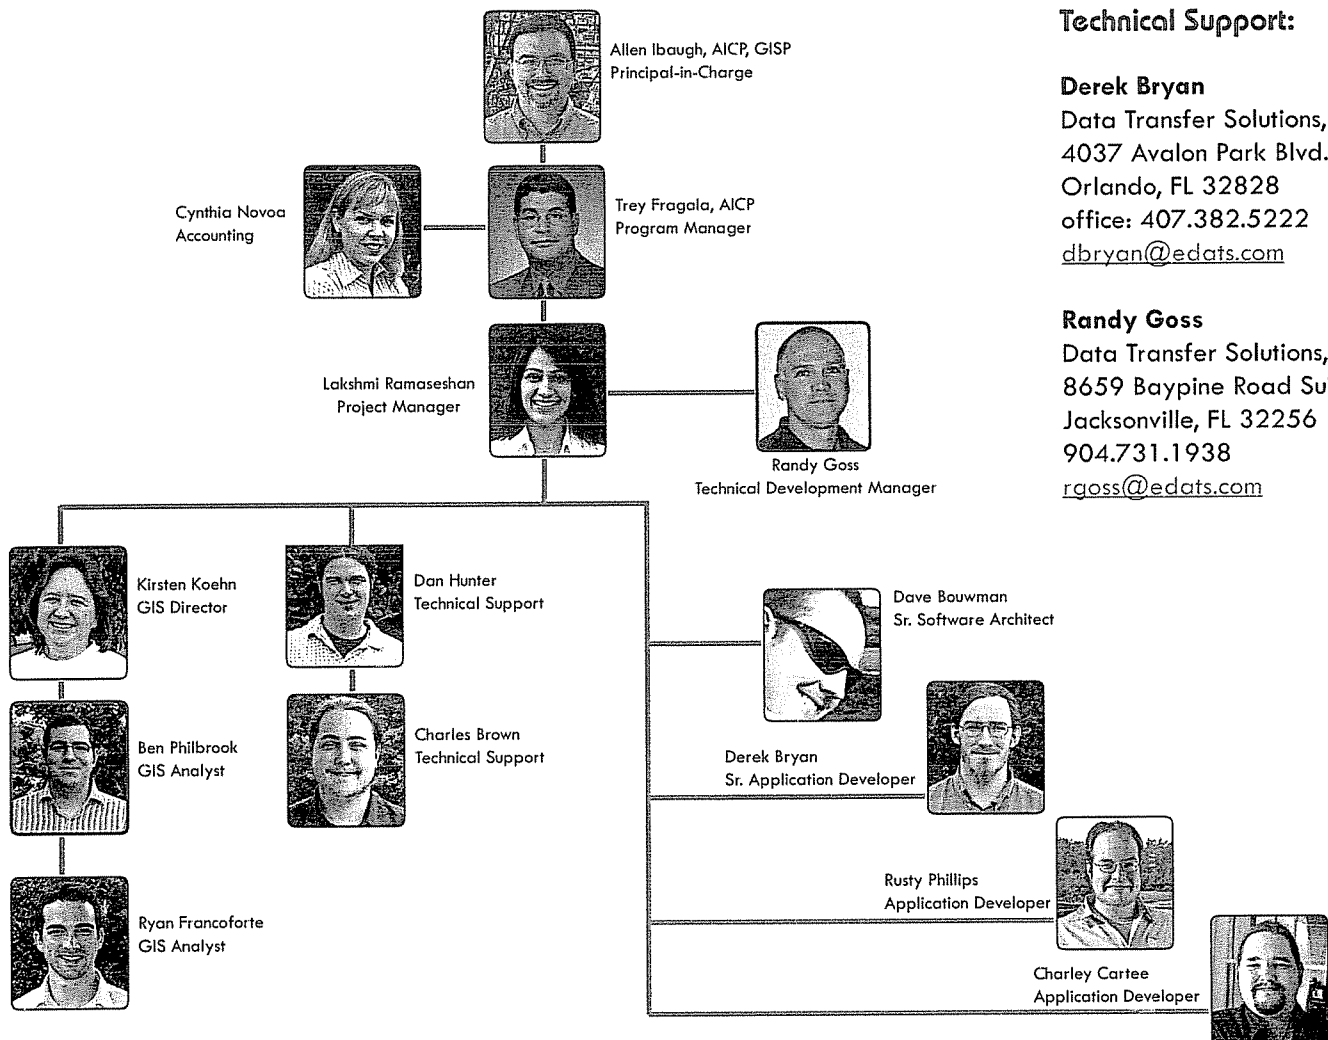 Technical Support:
Allen Ibaugh, AICP, GISP
Principal-in-Charge
Derek Bryan
Data Transfer Solutions,
4037 Avalon Park Blvd.
Orlando, FL 32828
office: 407.382.5222
dbryan@edats.com
Cynthia Novoa
Accounting
Trey Fragala, AICP
Program Manager
Randy Goss
Data Transfer Solutions,
8659 Baypine Road Su
Jacksonville, FL 32256
904.731.1938
rgoss@edats.com
Lakshmi Ramaseshan
Project Manager
Randy Goss
Technical Development Manager
Kirsten Koehn
GIS Director
Dan Hunter
Technical Support
Dave Bouwman
Sr. Software Architect
Ben Philbrook
GIS Analyst
Charles Brown
Technical Support
Derek Bryan
Sr. Application Developer
Rusty Phillips
Application Developer
Ryan Francoforte
GIS Analyst
Charley Cartee
Application Developer